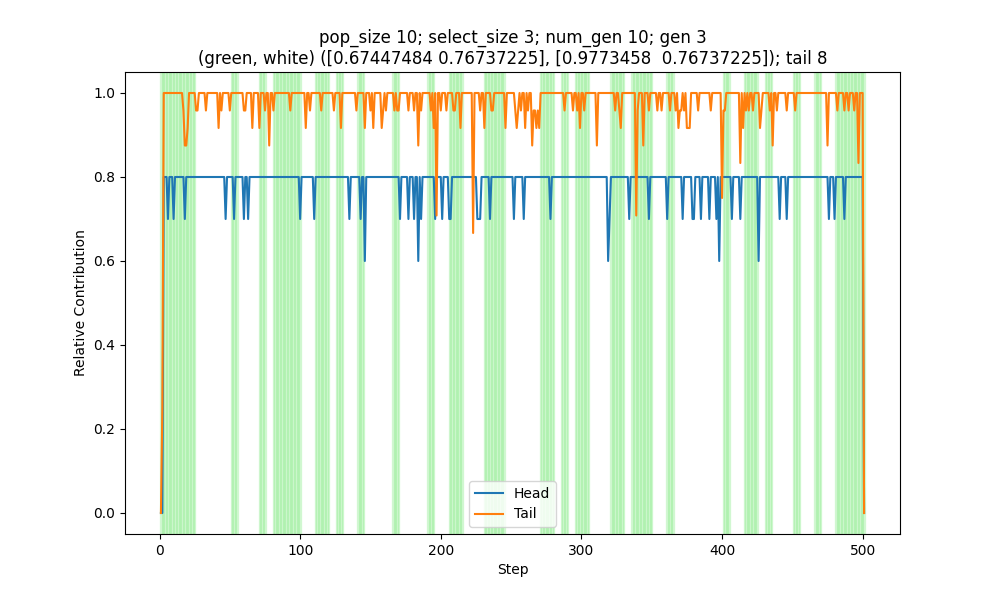 pop_size 10; select_size 3; num_gen 10; gen 3
(green, white) ([0.67447484 0.76737225], [0.9773458  0.76737225]); tail 8
1.0
0.8
0.6
0.4
0.2
0.0
Relative Contribution
Head
Tail
0 100 200 300 400 500
Step